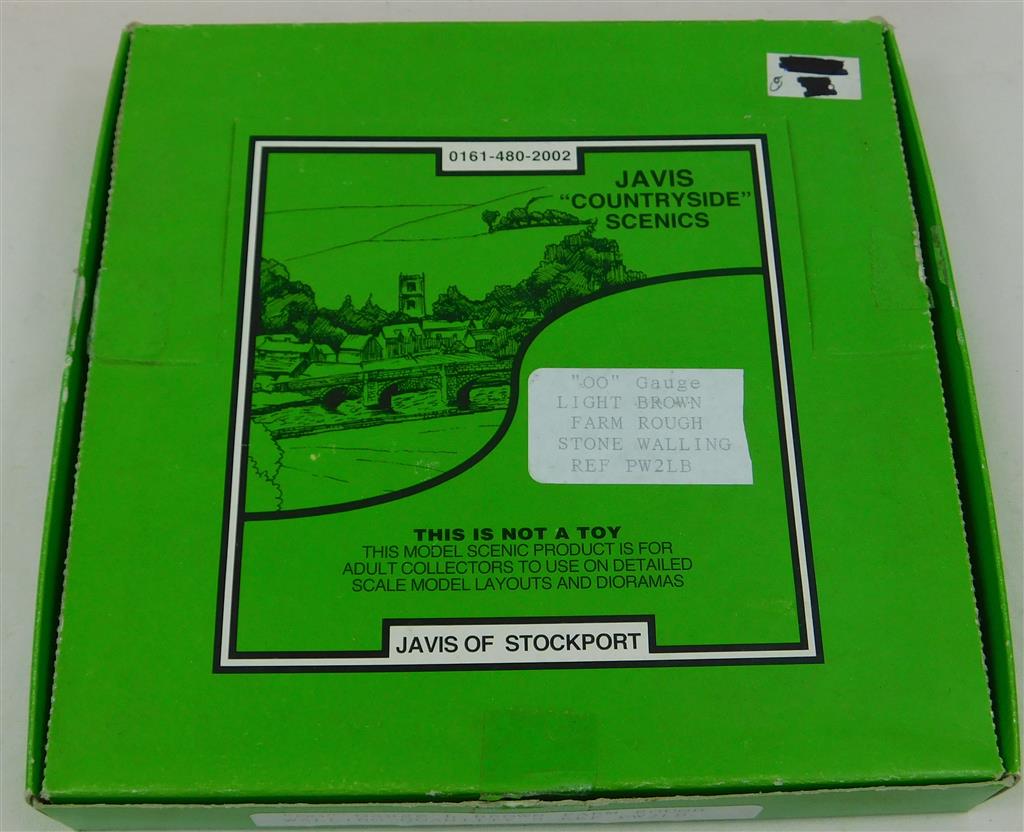 0161-480-2002
JAVIS
"COUNTRYSIDE"
SCENICS
"OO" Gauge
LIGHT BROWN
FARM ROUGH
STONE WALLING
REF PW2LB
THIS IS NOT A TOY
THIS MODEL SCENIC PRODUCT IS FOR
ADULT COLLECTORS TO USE ON DETAILED
SCALE MODEL LAYOUTS AND DIORAMAS
JAVIS OF STOCKPORT